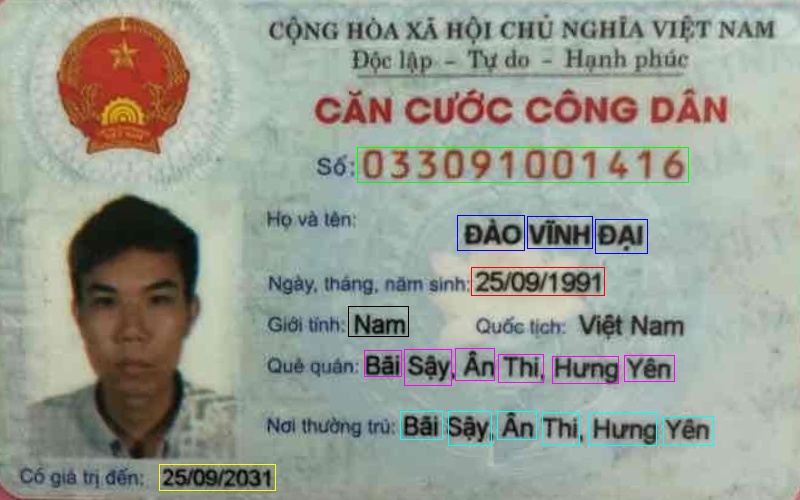 CỘNG HÒA XÃ HỘI CHỦ NGHĨA VIỆT NAM
Độc lập - Tự do - Hạnh phúc
CĂN CƯỚC CÔNG DÂN
Số: 033091001416
Họ và tên: ĐÀO VĨNH ĐẠI
Ngày, tháng, năm sinh: 25/09/1991
Giới tính: Nam Quốc tịch: Việt Nam
Quê quán: Bãi Sậy, Ân Thi, Hưng Yên
Nơi thường trú: Bãi Sậy, Ân Thi, Hưng Yên
Có giá trị đến: 25/09/2031